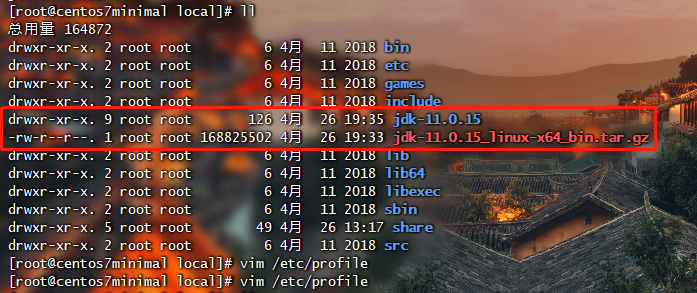 [root@centos7minimal local]# ll
总用量 164872
drwxr-xr-x. 2 root root 6 4月 11 2018 bin
drwxr-xr-x. 2 root root 6 4月 11 2018 etc
drwxr-xr-x. 2 root root 6 4月 11 2018 games
drwxr-xr-x. 2 root root 6 4月 11 2018 include
drwxr-xr-x. 9 root root 126 4月 26 19:35 jdk-11.0.15
-rw-r--r--. 1 root root 168825502 4月 26 19:33 jdk-11.0.15_linux-x64_bin.tar.gz
drwxr-xr-x. 2 root root 6 4月 11 2018 lib
drwxr-xr-x. 2 root root 6 4月 11 2018 lib64
drwxr-xr-x. 2 root root 6 4月 11 2018 libexec
drwxr-xr-x. 2 root root 6 4月 11 2018 sbin
drwxr-xr-x. 5 root root 49 4月 26 13:17 share
drwxr-xr-x. 2 root root 6 4月 11 2018 src
[root@centos7minimal local]# vim /etc/profile
[root@centos7minimal local]# vim /etc/profile